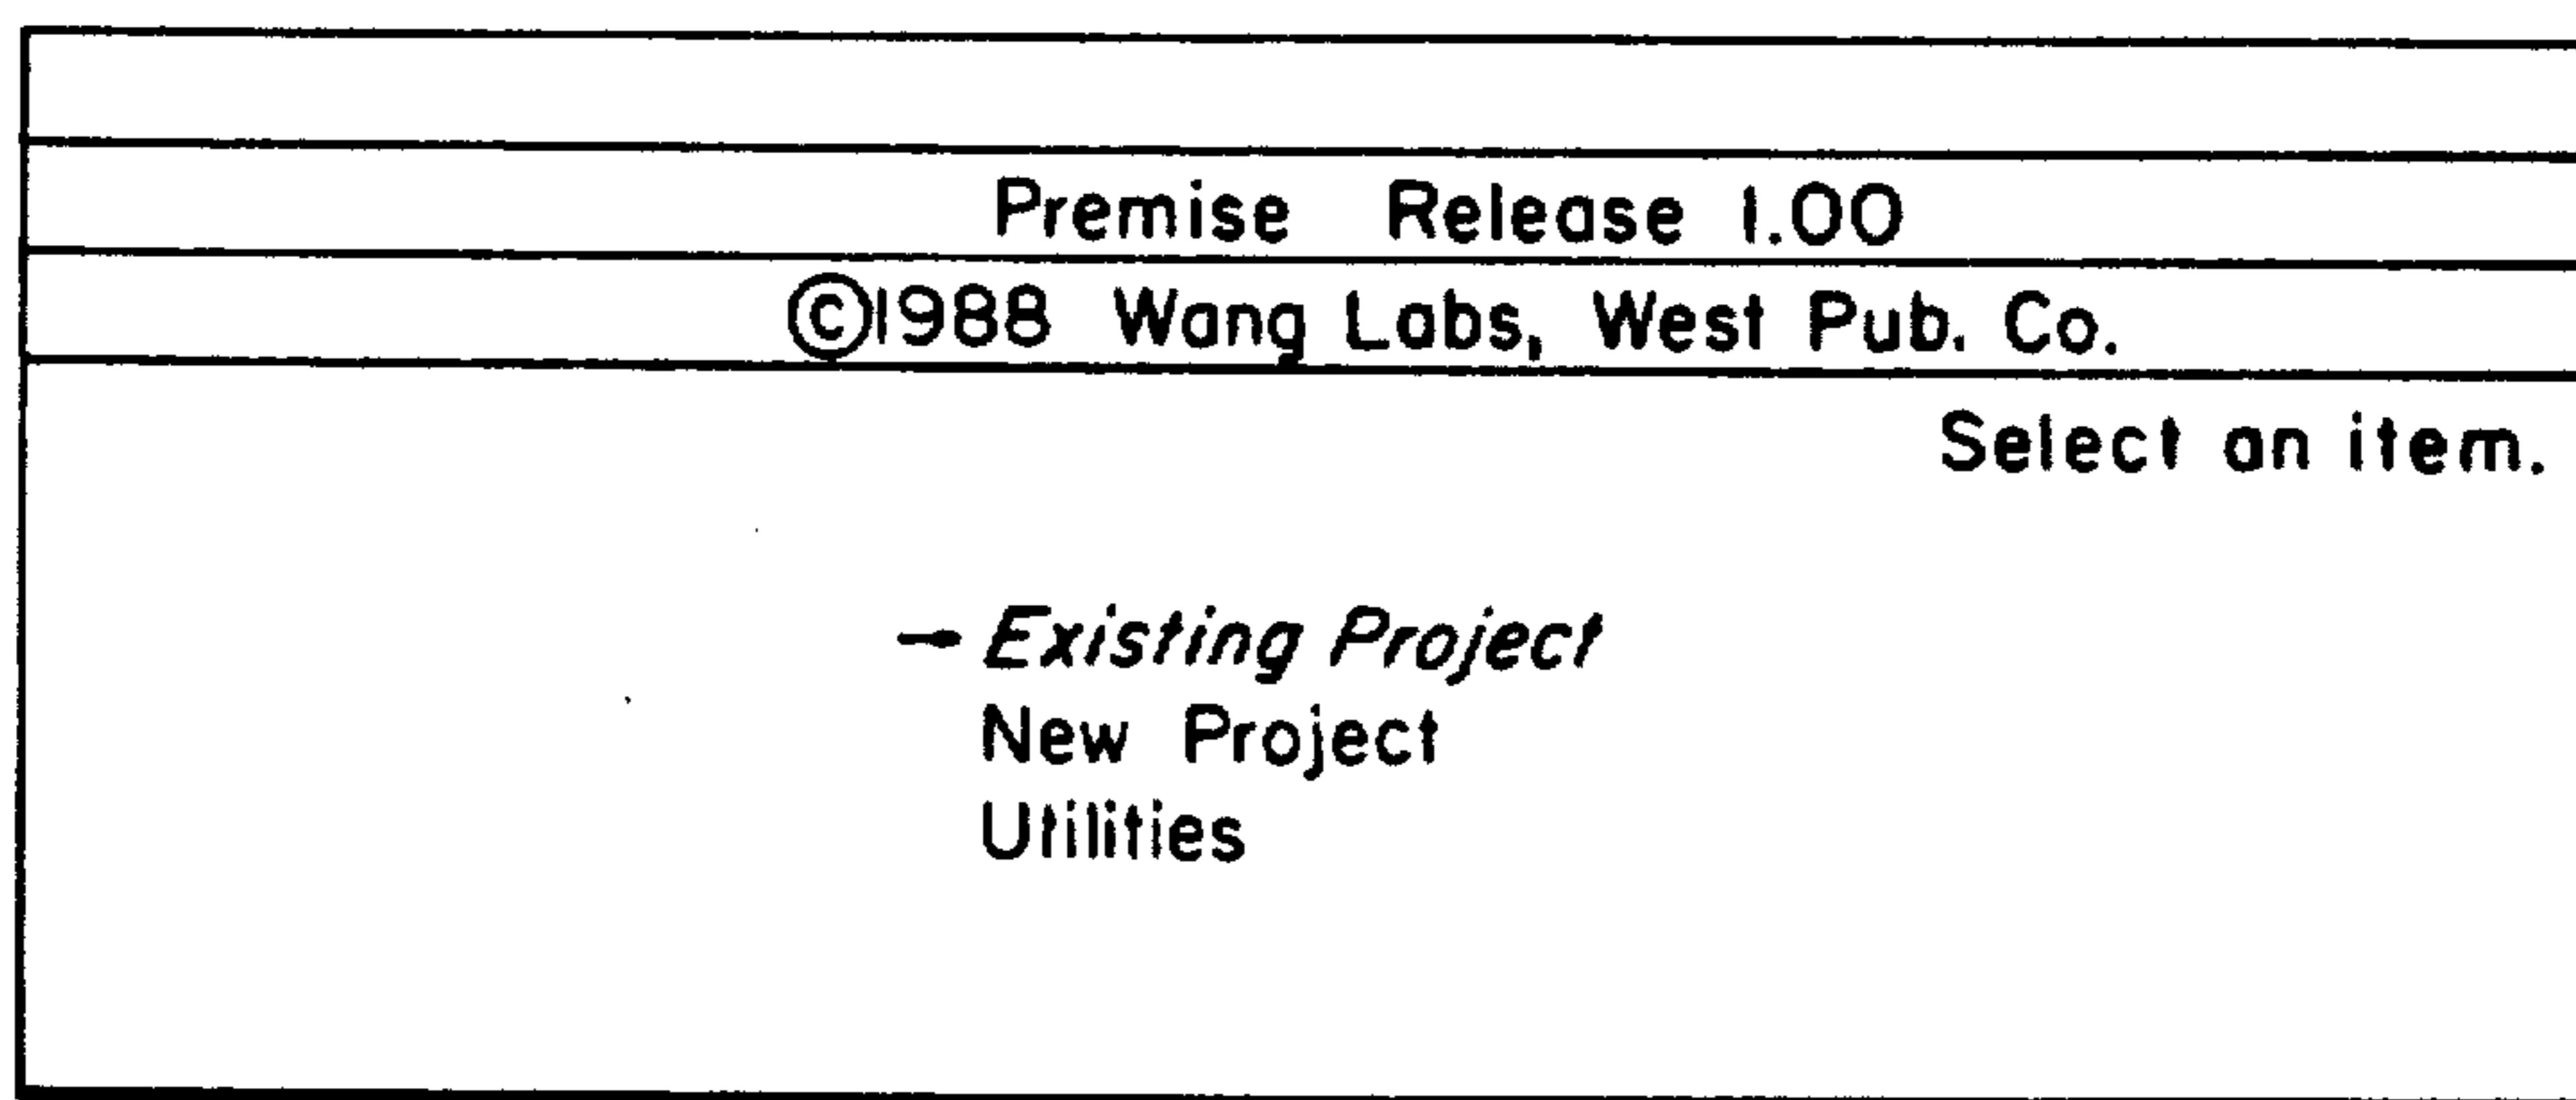 Premise Release 1.00
©1988 Wang Labs, West Pub. Co.
Select an item.
Existing Project
New Project
Utilities